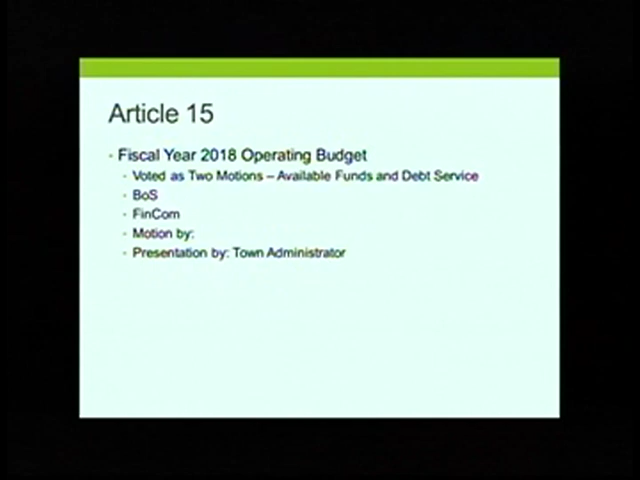 Article 15
Fiscal Year 2018 Operating Budget
Voted as Two Motions – Available Funds and Debt Service
BoS
FinCom
Motion by:
Presentation by: Town Administrator